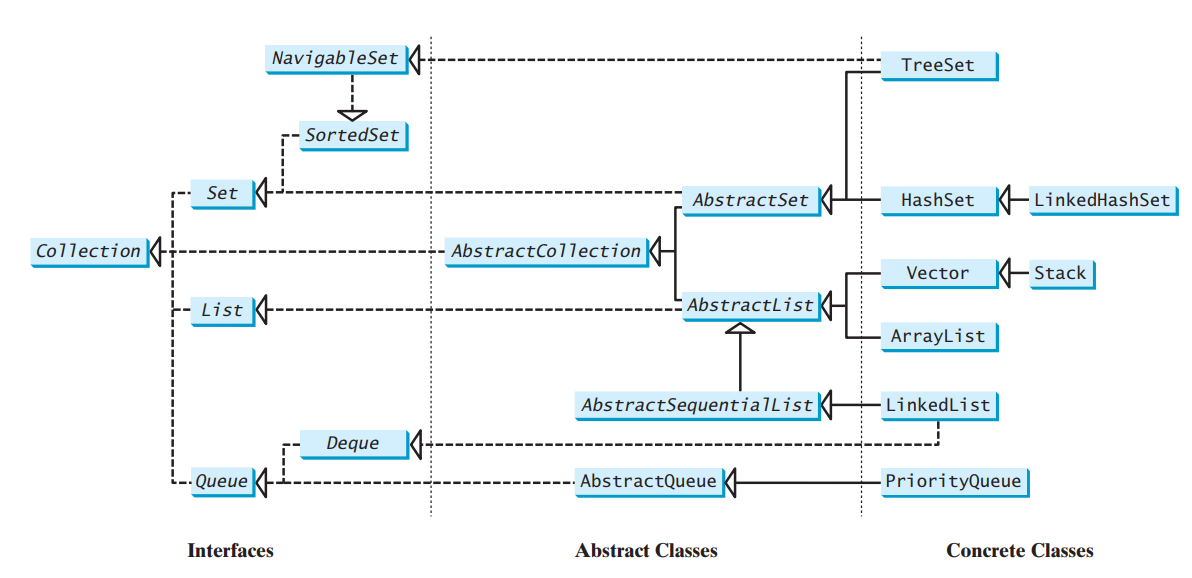 NavigableSet
TreeSet
SortedSet
Set
AbstractSet
HashSet
LinkedHashSet
Collection
AbstractCollection
Vector
Stack
List
AbstractList
ArrayList
AbstractSequentialList
LinkedList
Deque
Queue
AbstractQueue
PriorityQueue
Interfaces
Abstract Classes
Concrete Classes